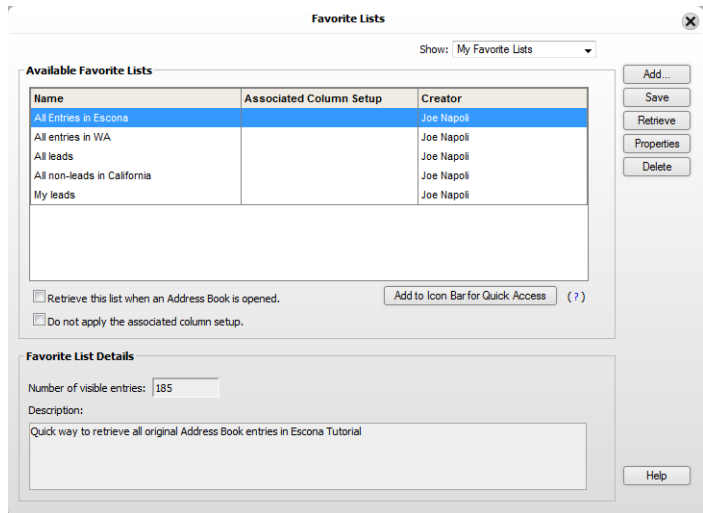 Favorite Lists
Show: My Favorite Lists
Available Favorite Lists
Add...
Save
Retrieve
Properties
Delete
Name Associated Column Setup Creator
All Entries in Escona Joe Napoli
All entries in WA Joe Napoli
All leads Joe Napoli
All non-leads in California Joe Napoli
My leads Joe Napoli
Retrieve this list when an Address Book is opened. Add to Icon Bar for Quick Access (?)
Do not apply the associated column setup.
Favorite List Details
Number of visible entries: 185
Description:
Quick way to retrieve all original Address Book entries in Escona Tutorial
Help